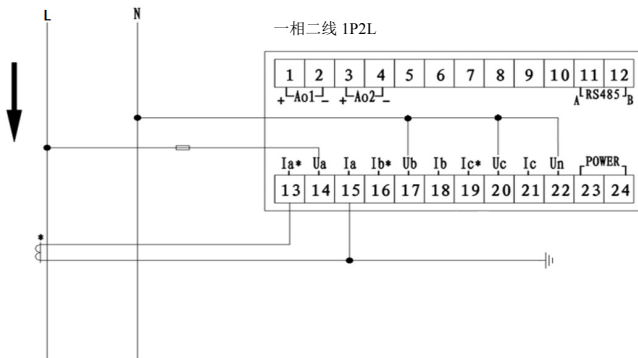 L N
一相二线 1P2L
1 2 3 4 5 6 7 8 9 10 11 12
+ Ao1 - + Ao2 - A RS485 B
Ia* Ua Ia Ib* Ub Ib Ic* Uc Ic Un POWER
13 14 15 16 17 18 19 20 21 22 23 24
*